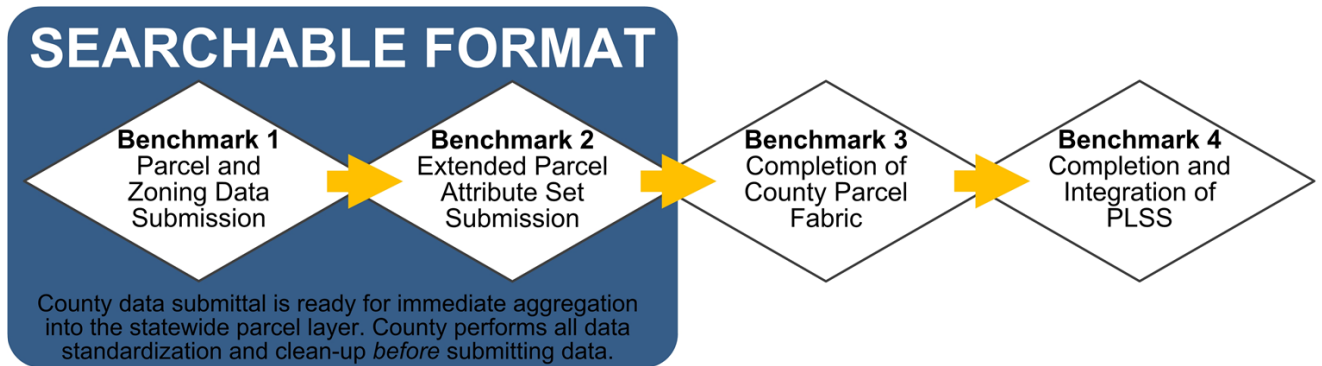 SEARCHABLE FORMAT
Benchmark 1
Parcel and
Zoning Data
Submission
Benchmark 2
Extended Parcel
Attribute Set
Submission
Benchmark 3
Completion of
County Parcel
Fabric
Benchmark 4
Completion and
Integration of
PLSS
County data submittal is ready for immediate aggregation
into the statewide parcel layer. County performs all data
standardization and clean-up before submitting data.